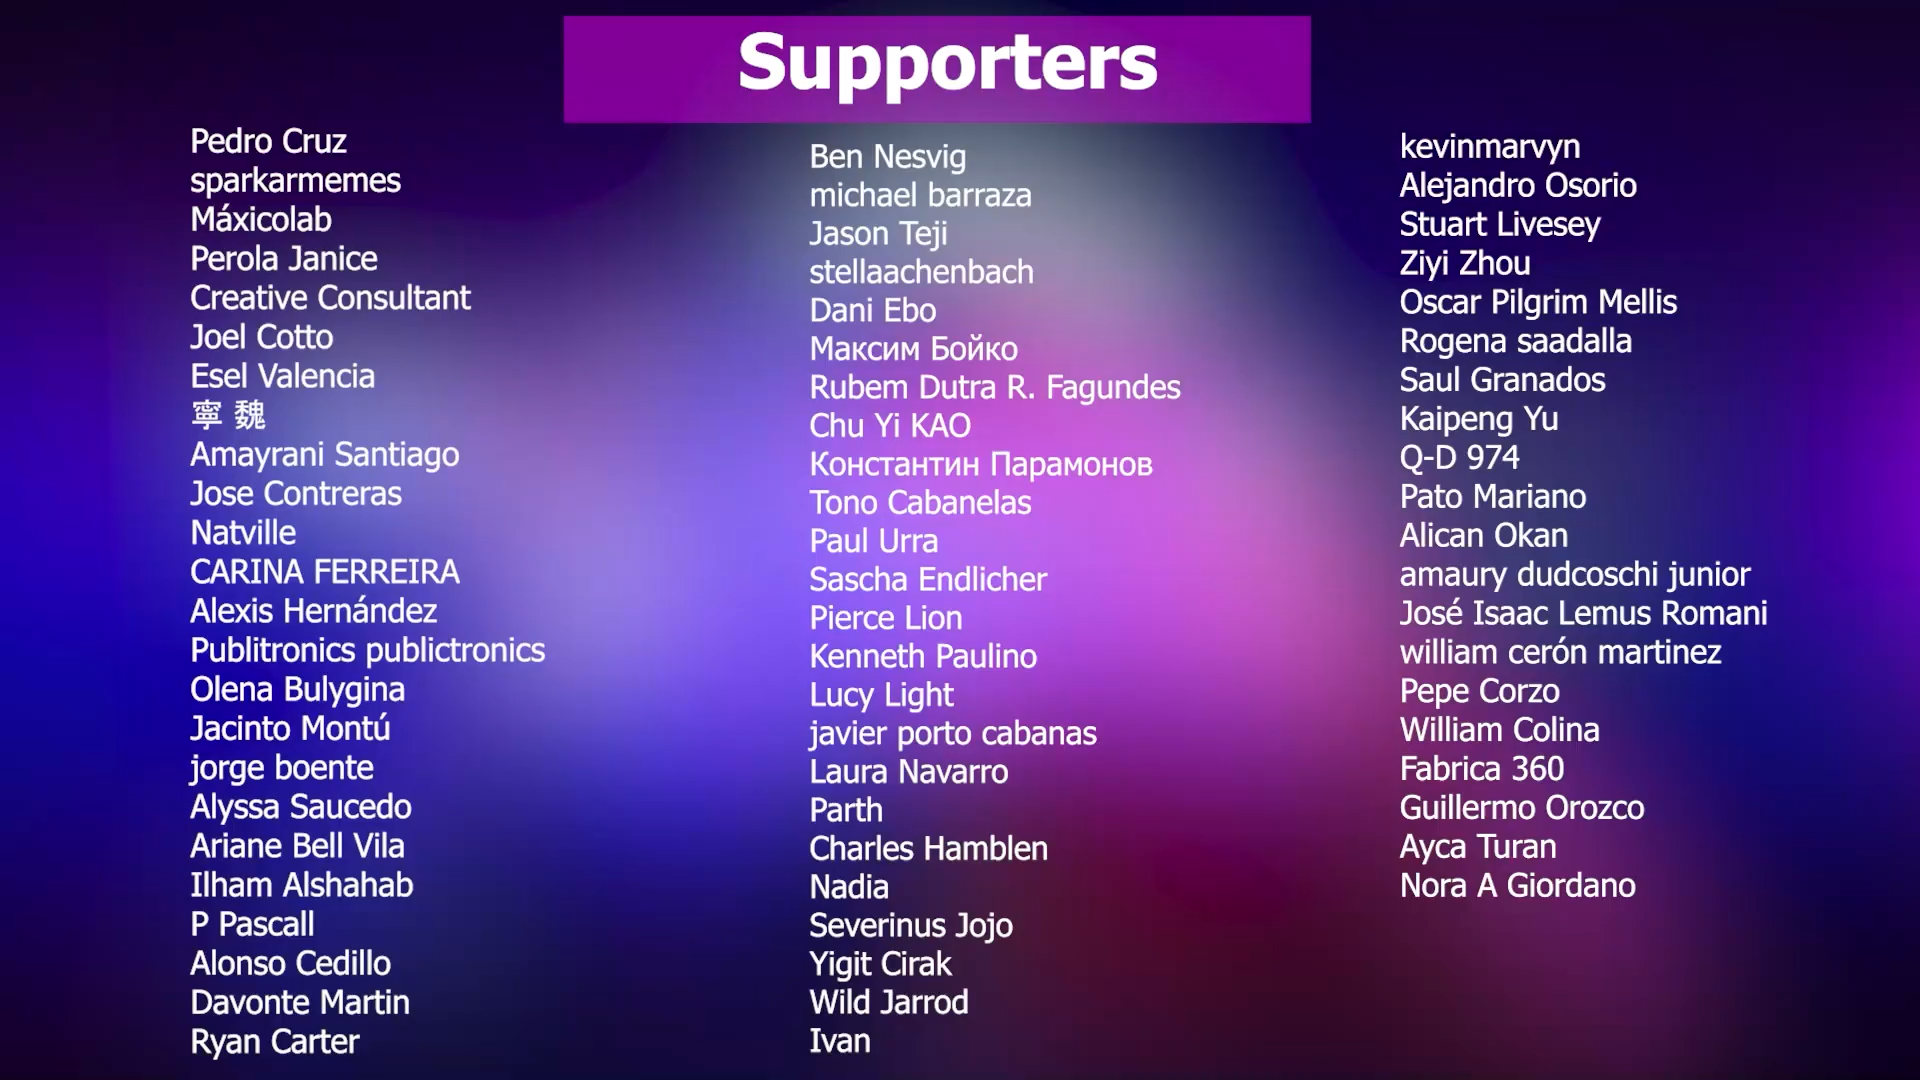 Supporters
Pedro Cruz
sparkarmemes
Máxicolab
Perola Janice
Creative Consultant
Joel Cotto
Esel Valencia
寧 魏
Amayrani Santiago
Jose Contreras
Natville
CARINA FERREIRA
Alexis Hernández
Publitronics publictronics
Olena Bulygina
Jacinto Montú
jorge boente
Alyssa Saucedo
Ariane Bell Vila
Ilham Alshahab
P Pascall
Alonso Cedillo
Davonte Martin
Ryan Carter
Ben Nesvig
michael barraza
Jason Teji
stellaachenbach
Dani Ebo
Максим Бойко
Rubem Dutra R. Fagundes
Chu Yi KAO
Константин Парамонов
Tono Cabanelas
Paul Urra
Sascha Endlicher
Pierce Lion
Kenneth Paulino
Lucy Light
javier porto cabanas
Laura Navarro
Parth
Charles Hamblen
Nadia
Severinus Jojo
Yigit Cirak
Wild Jarrod
Ivan
kevinmarvyn
Alejandro Osorio
Stuart Livesey
Ziyi Zhou
Oscar Pilgrim Mellis
Rogena saadalla
Saul Granados
Kaipeng Yu
Q-D 974
Pato Mariano
Alican Okan
amaury dudcoschi junior
José Isaac Lemus Romani
william cerón martinez
Pepe Corzo
William Colina
Fabrica 360
Guillermo Orozco
Ayca Turan
Nora A Giordano